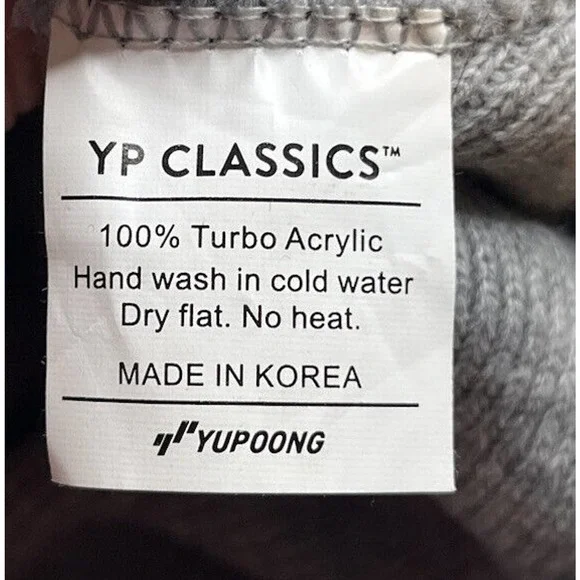 YP CLASSICS™
100% Turbo Acrylic
Hand wash in cold water
Dry flat. No heat.
MADE IN KOREA
YUPOONG